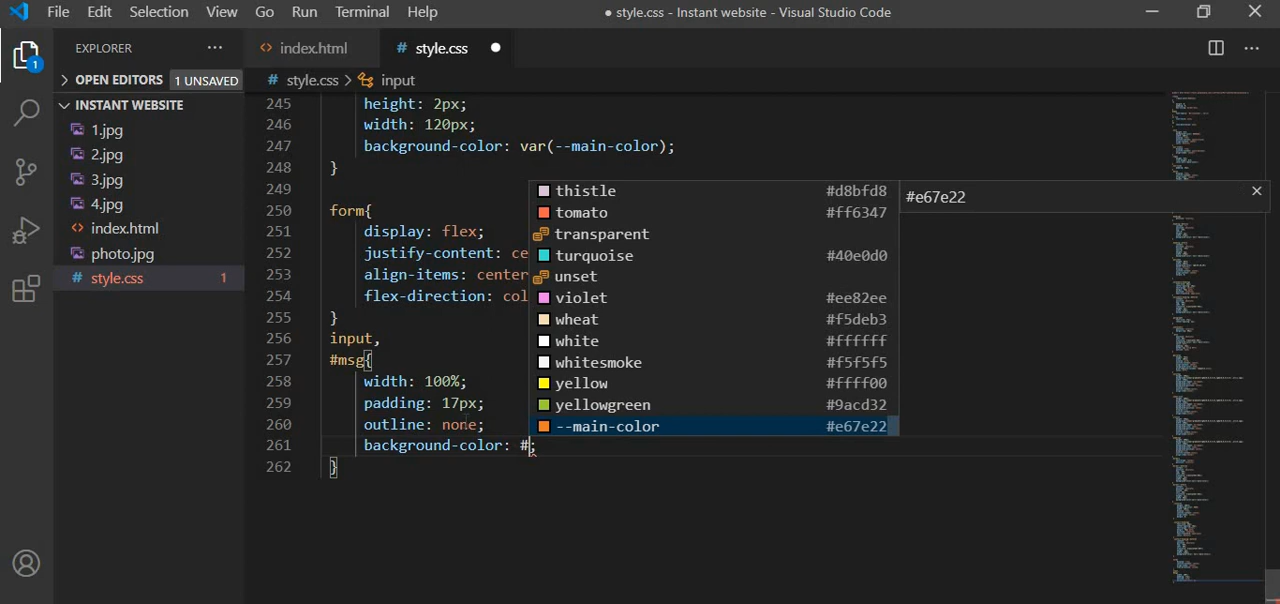 File Edit Selection View Go Run Terminal Help
● style.css - Instant website - Visual Studio Code
EXPLORER ···
index.html
# style.css ●
1
OPEN EDITORS 1 UNSAVED
# style.css > input
INSTANT WEBSITE
1.jpg
2.jpg
3.jpg
4.jpg
index.html
photo.jpg
# style.css 1
245 height: 2px;
246 width: 120px;
247 background-color: var(--main-color);
248 }
249
250 form{
251 display: flex;
252 justify-content: ce
253 align-items: center
254 flex-direction: col
255 }
256 input,
257 #msg{
258 width: 100%;
259 padding: 17px;
260 outline: none;
261 background-color: #;
262 }
thistle #d8bfd8
tomato #ff6347
transparent
turquoise #40e0d0
unset
violet #ee82ee
wheat #f5deb3
white #ffffff
whitesmoke #f5f5f5
yellow #ffff00
yellowgreen #9acd32
--main-color #e67e22
#e67e22